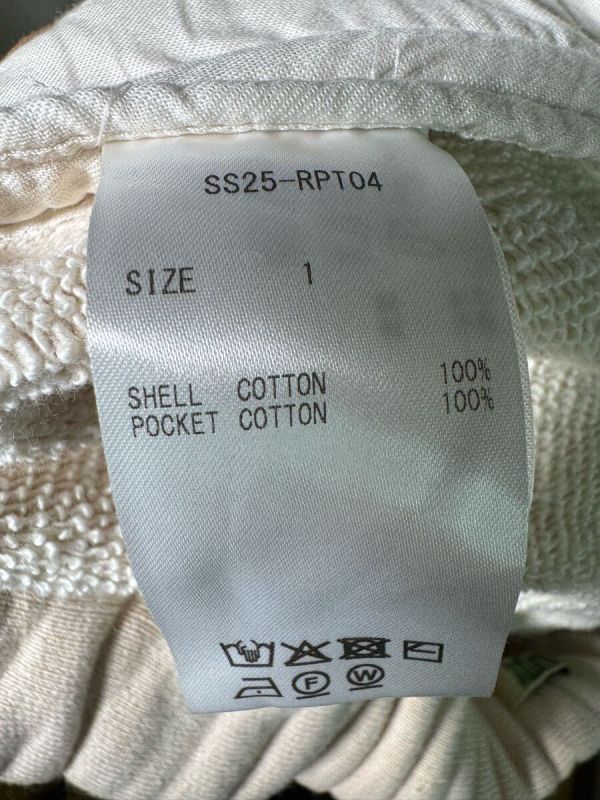 SS25-RPT04
SIZE 1
SHELL COTTON 100%
POCKET COTTON 100%
F W